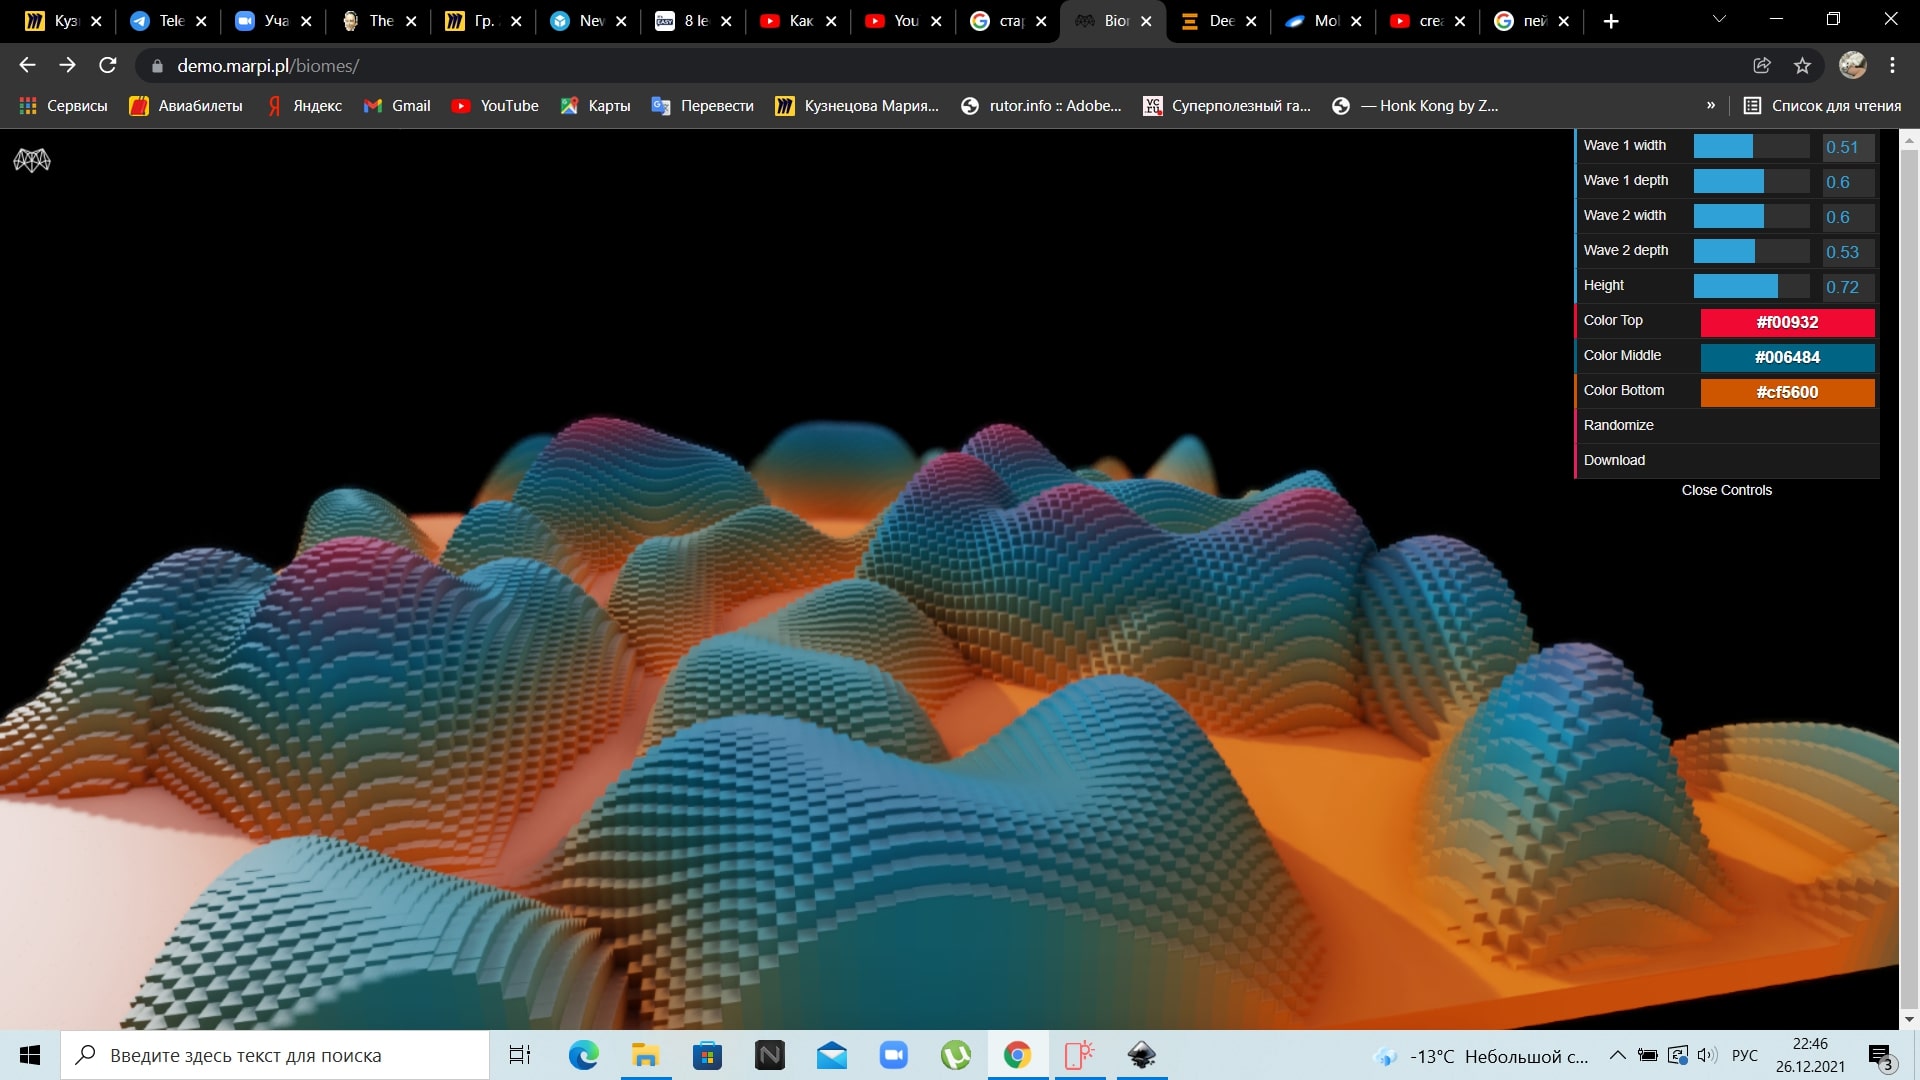 Куз
Tele
Уча
The
Гр.
New
8 le
Как
You
ста
Bior
Dee
Mol
crea
пей
demo.marpi.pl/biomes/
Сервисы
Авиабилеты
Яндекс
Gmail
YouTube
Карты
Перевести
Кузнецова Мария...
rutor.info :: Adobe...
Суперполезный га...
— Honk Kong by Z...
»
Список для чтения
Wave 1 width 0.51
Wave 1 depth 0.6
Wave 2 width 0.6
Wave 2 depth 0.53
Height 0.72
Color Top #f00932
Color Middle #006484
Color Bottom #cf5600
Randomize
Download
Close Controls
Введите здесь текст для поиска
-13°C Небольшой с...
РУС
22:46
26.12.2021
3